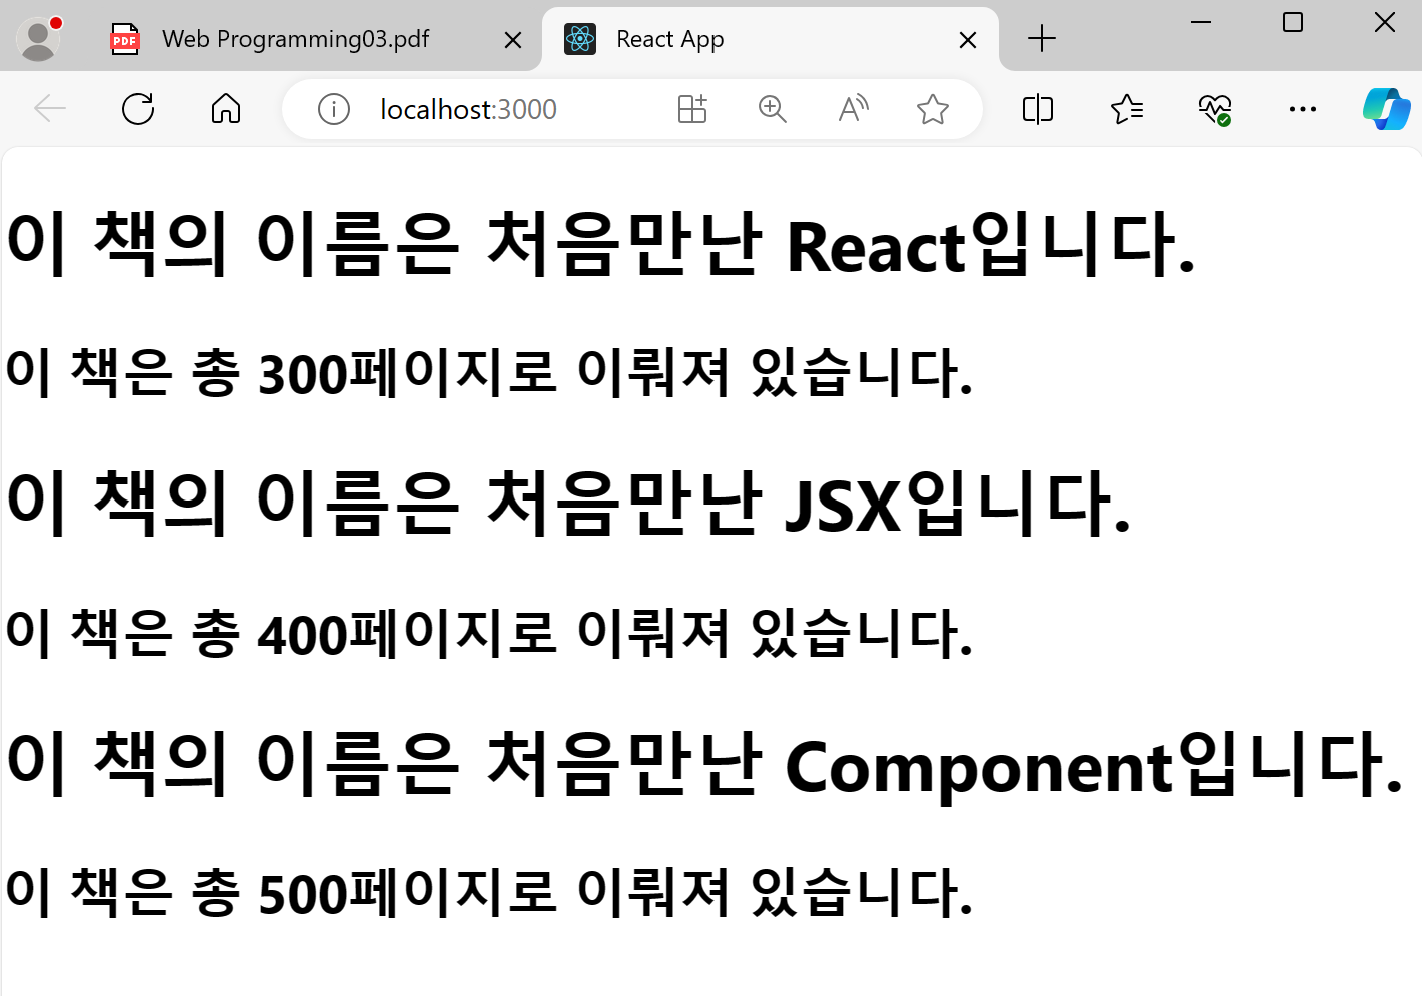 Web Programming03.pdf
React App
localhost:3000
이 책의 이름은 처음만난 React입니다.
이 책은 총 300페이지로 이뤄져 있습니다.
이 책의 이름은 처음만난 JSX입니다.
이 책은 총 400페이지로 이뤄져 있습니다.
이 책의 이름은 처음만난 Component입니다.
이 책은 총 500페이지로 이뤄져 있습니다.